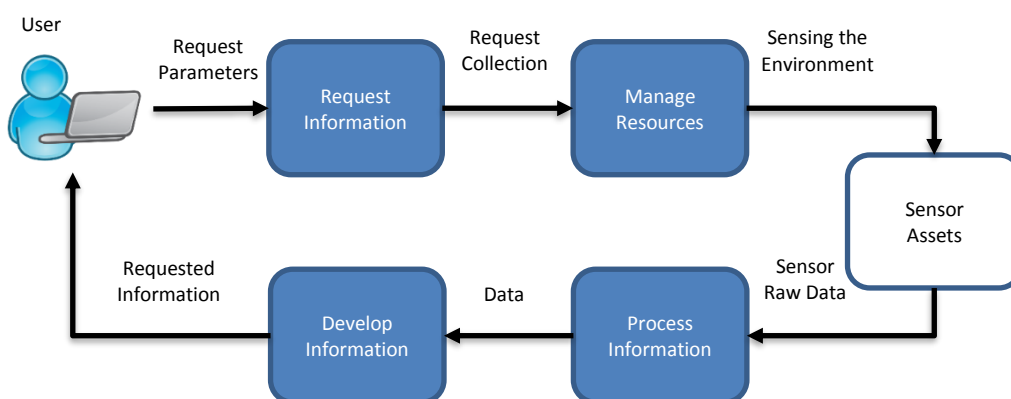 User
Request
Parameters
Request
Information
Request
Collection
Manage
Resources
Sensing the
Environment
Sensor
Assets
Sensor
Raw Data
Process
Information
Data
Develop
Information
Requested
Information